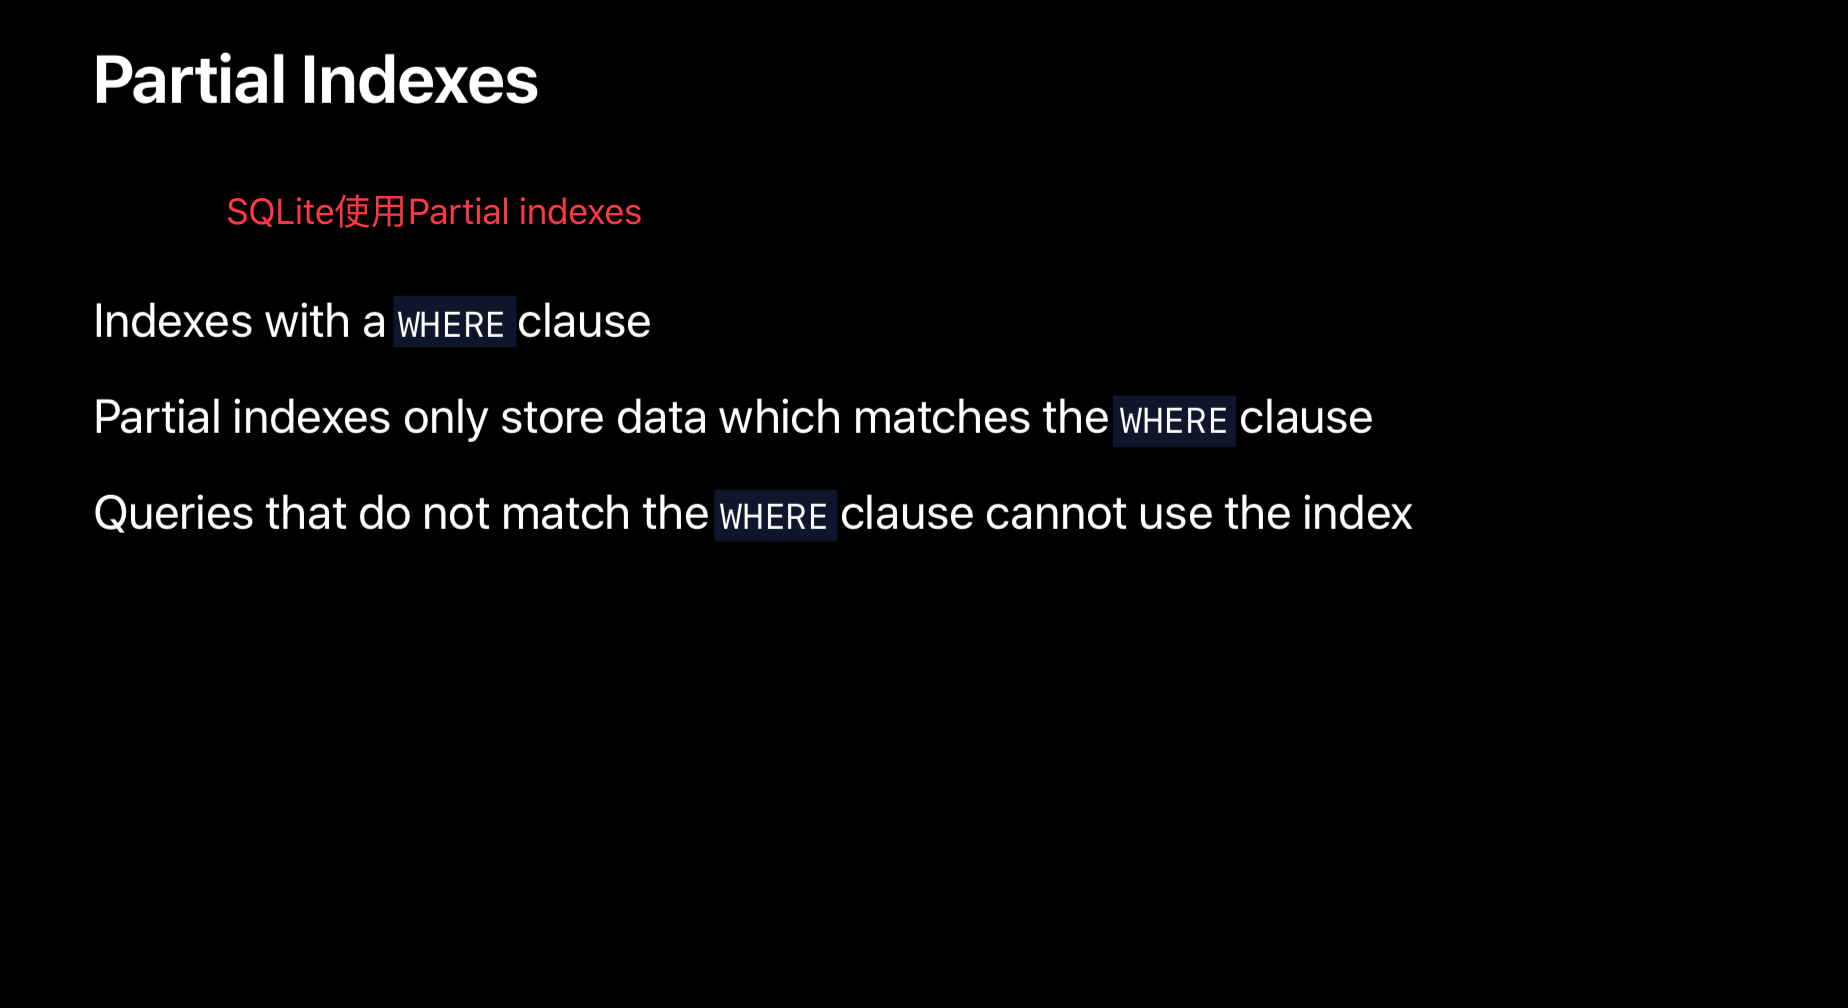 Partial Indexes
SQLite使用Partial indexes
Indexes with a WHERE clause
Partial indexes only store data which matches the WHERE clause
Queries that do not match the WHERE clause cannot use the index